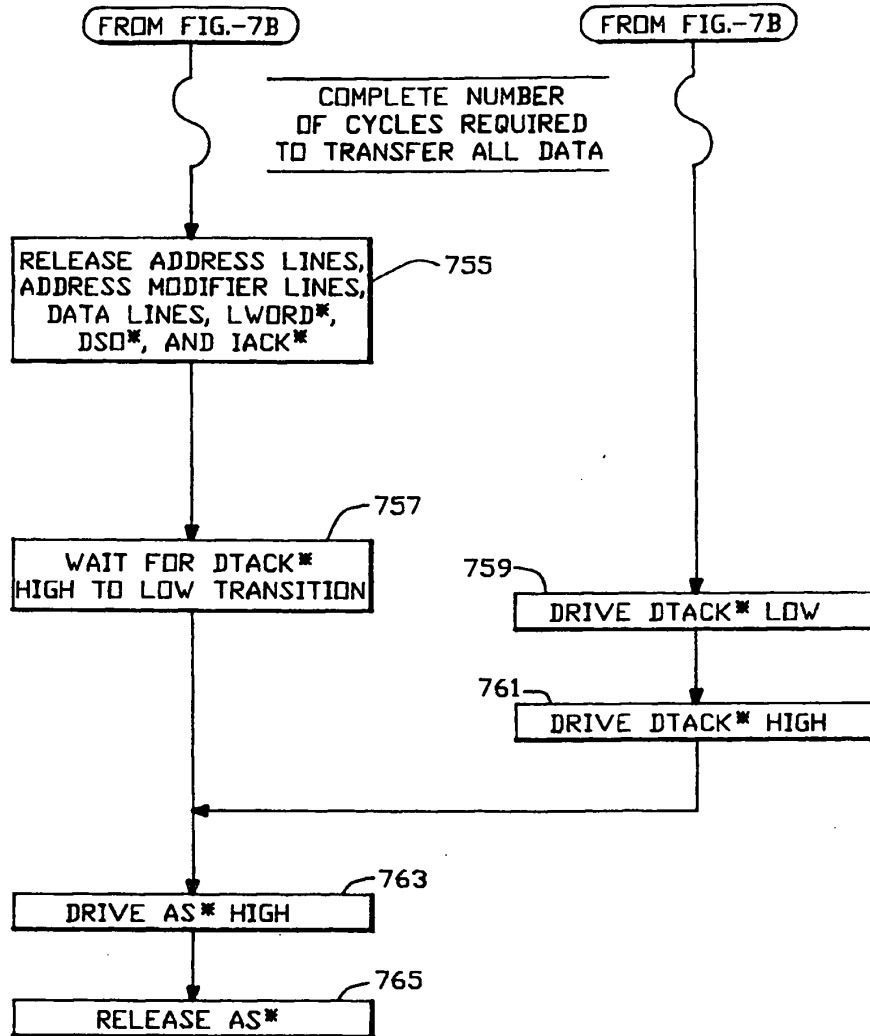 FROM FIG.-7B
FROM FIG.-7B
COMPLETE NUMBER
OF CYCLES REQUIRED
TO TRANSFER ALL DATA
RELEASE ADDRESS LINES,
ADDRESS MODIFIER LINES,
DATA LINES, LWORD*,
DS0*, AND IACK*
755
757
WAIT FOR DTACK*
HIGH TO LOW TRANSITION
759
DRIVE DTACK* LOW
761
DRIVE DTACK* HIGH
763
DRIVE AS* HIGH
765
RELEASE AS*